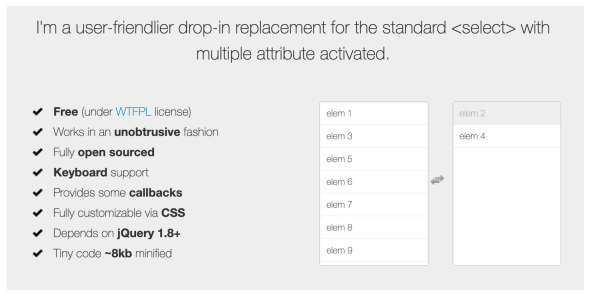 I'm a user-friendlier drop-in replacement for the standard <select> with
multiple attribute activated.
Free (under WTFPL license)
Works in an unobtrusive fashion
Fully open sourced
Keyboard support
Provides some callbacks
Fully customizable via CSS
Depends on jQuery 1.8+
Tiny code ~8kb minified
elem 1
elem 3
elem 5
elem 6
elem 7
elem 8
elem 9
elem 2
elem 4